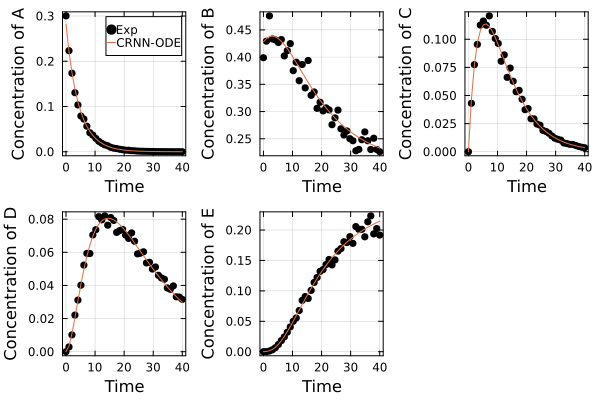 Concentration of A
0.3
0.2
0.1
0.0
Exp
CRNN-ODE
0 10 20 30 40
Time
Concentration of B
0.45
0.40
0.35
0.30
0.25
0 10 20 30 40
Time
Concentration of C
0.100
0.075
0.050
0.025
0.000
0 10 20 30 40
Time
Concentration of D
0.08
0.06
0.04
0.02
0.00
0 10 20 30 40
Time
Concentration of E
0.20
0.15
0.10
0.05
0.00
0 10 20 30 40
Time